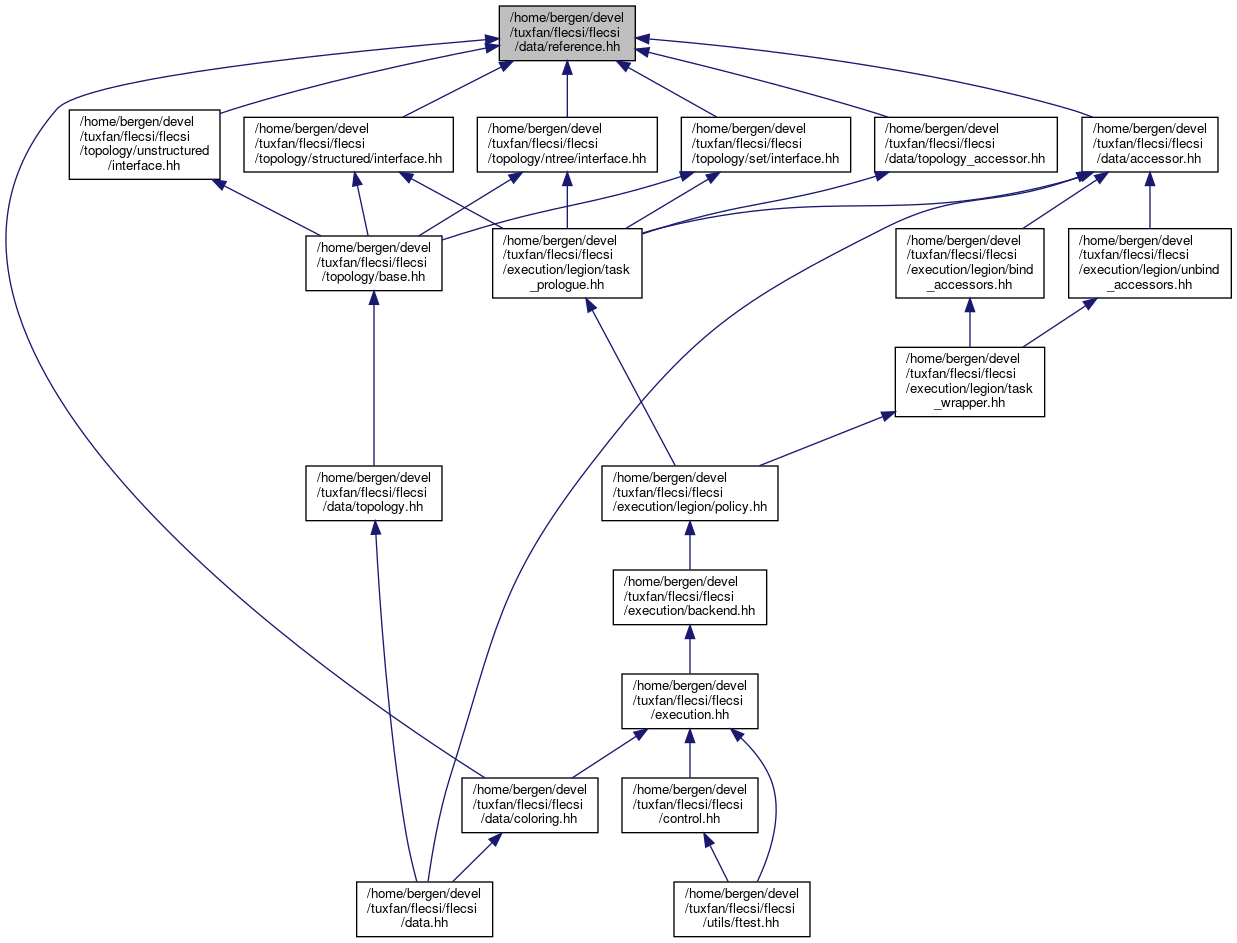 /home/bergen/devel
/tuxfan/flecsi/flecsi
/data/reference.hh
/home/bergen/devel
/tuxfan/flecsi/flecsi
/topology/unstructured
/interface.hh
/home/bergen/devel
/tuxfan/flecsi/flecsi
/topology/structured/interface.hh
/home/bergen/devel
/tuxfan/flecsi/flecsi
/topology/ntree/interface.hh
/home/bergen/devel
/tuxfan/flecsi/flecsi
/topology/set/interface.hh
/home/bergen/devel
/tuxfan/flecsi/flecsi
/data/topology_accessor.hh
/home/bergen/devel
/tuxfan/flecsi/flecsi
/data/accessor.hh
/home/bergen/devel
/tuxfan/flecsi/flecsi
/topology/base.hh
/home/bergen/devel
/tuxfan/flecsi/flecsi
/execution/legion/task
_prologue.hh
/home/bergen/devel
/tuxfan/flecsi/flecsi
/execution/legion/bind
_accessors.hh
/home/bergen/devel
/tuxfan/flecsi/flecsi
/execution/legion/unbind
_accessors.hh
/home/bergen/devel
/tuxfan/flecsi/flecsi
/execution/legion/task
_wrapper.hh
/home/bergen/devel
/tuxfan/flecsi/flecsi
/data/topology.hh
/home/bergen/devel
/tuxfan/flecsi/flecsi
/execution/legion/policy.hh
/home/bergen/devel
/tuxfan/flecsi/flecsi
/execution/backend.hh
/home/bergen/devel
/tuxfan/flecsi/flecsi
/execution.hh
/home/bergen/devel
/tuxfan/flecsi/flecsi
/data/coloring.hh
/home/bergen/devel
/tuxfan/flecsi/flecsi
/control.hh
/home/bergen/devel
/tuxfan/flecsi/flecsi
/data.hh
/home/bergen/devel
/tuxfan/flecsi/flecsi
/utils/ftest.hh